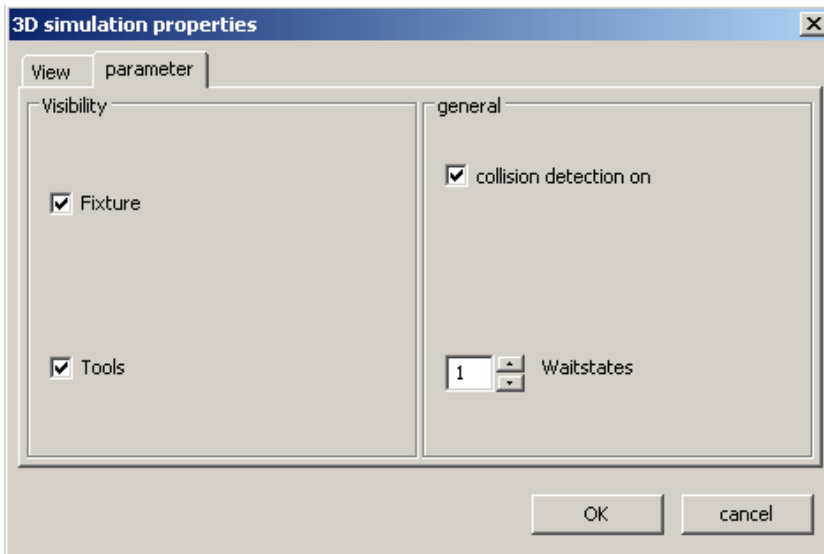 3D simulation properties
View
parameter
Visibility
general
collision detection on
Fixture
Tools
1
Waitstates
OK
cancel